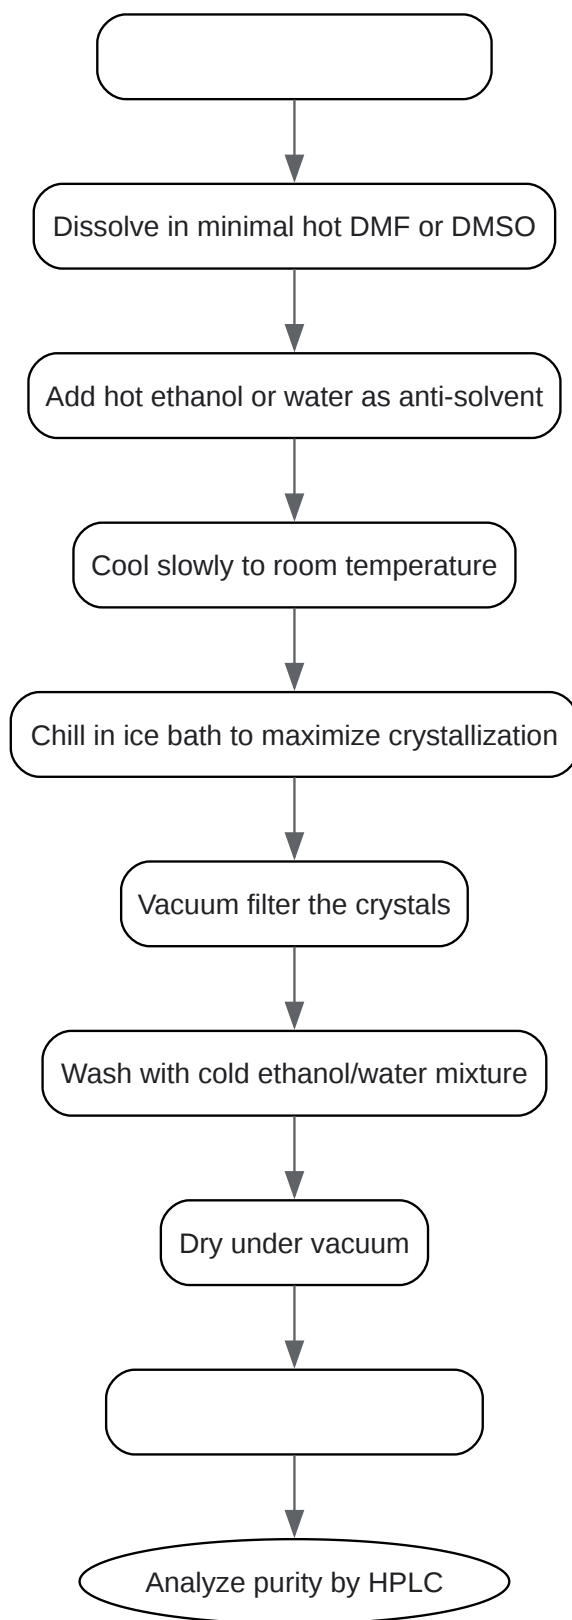 Dissolve in minimal hot DMF or DMSO
Add hot ethanol or water as anti-solvent
Cool slowly to room temperature
Chill in ice bath to maximize crystallization
Vacuum filter the crystals
Wash with cold ethanol/water mixture
Dry under vacuum
Analyze purity by HPLC